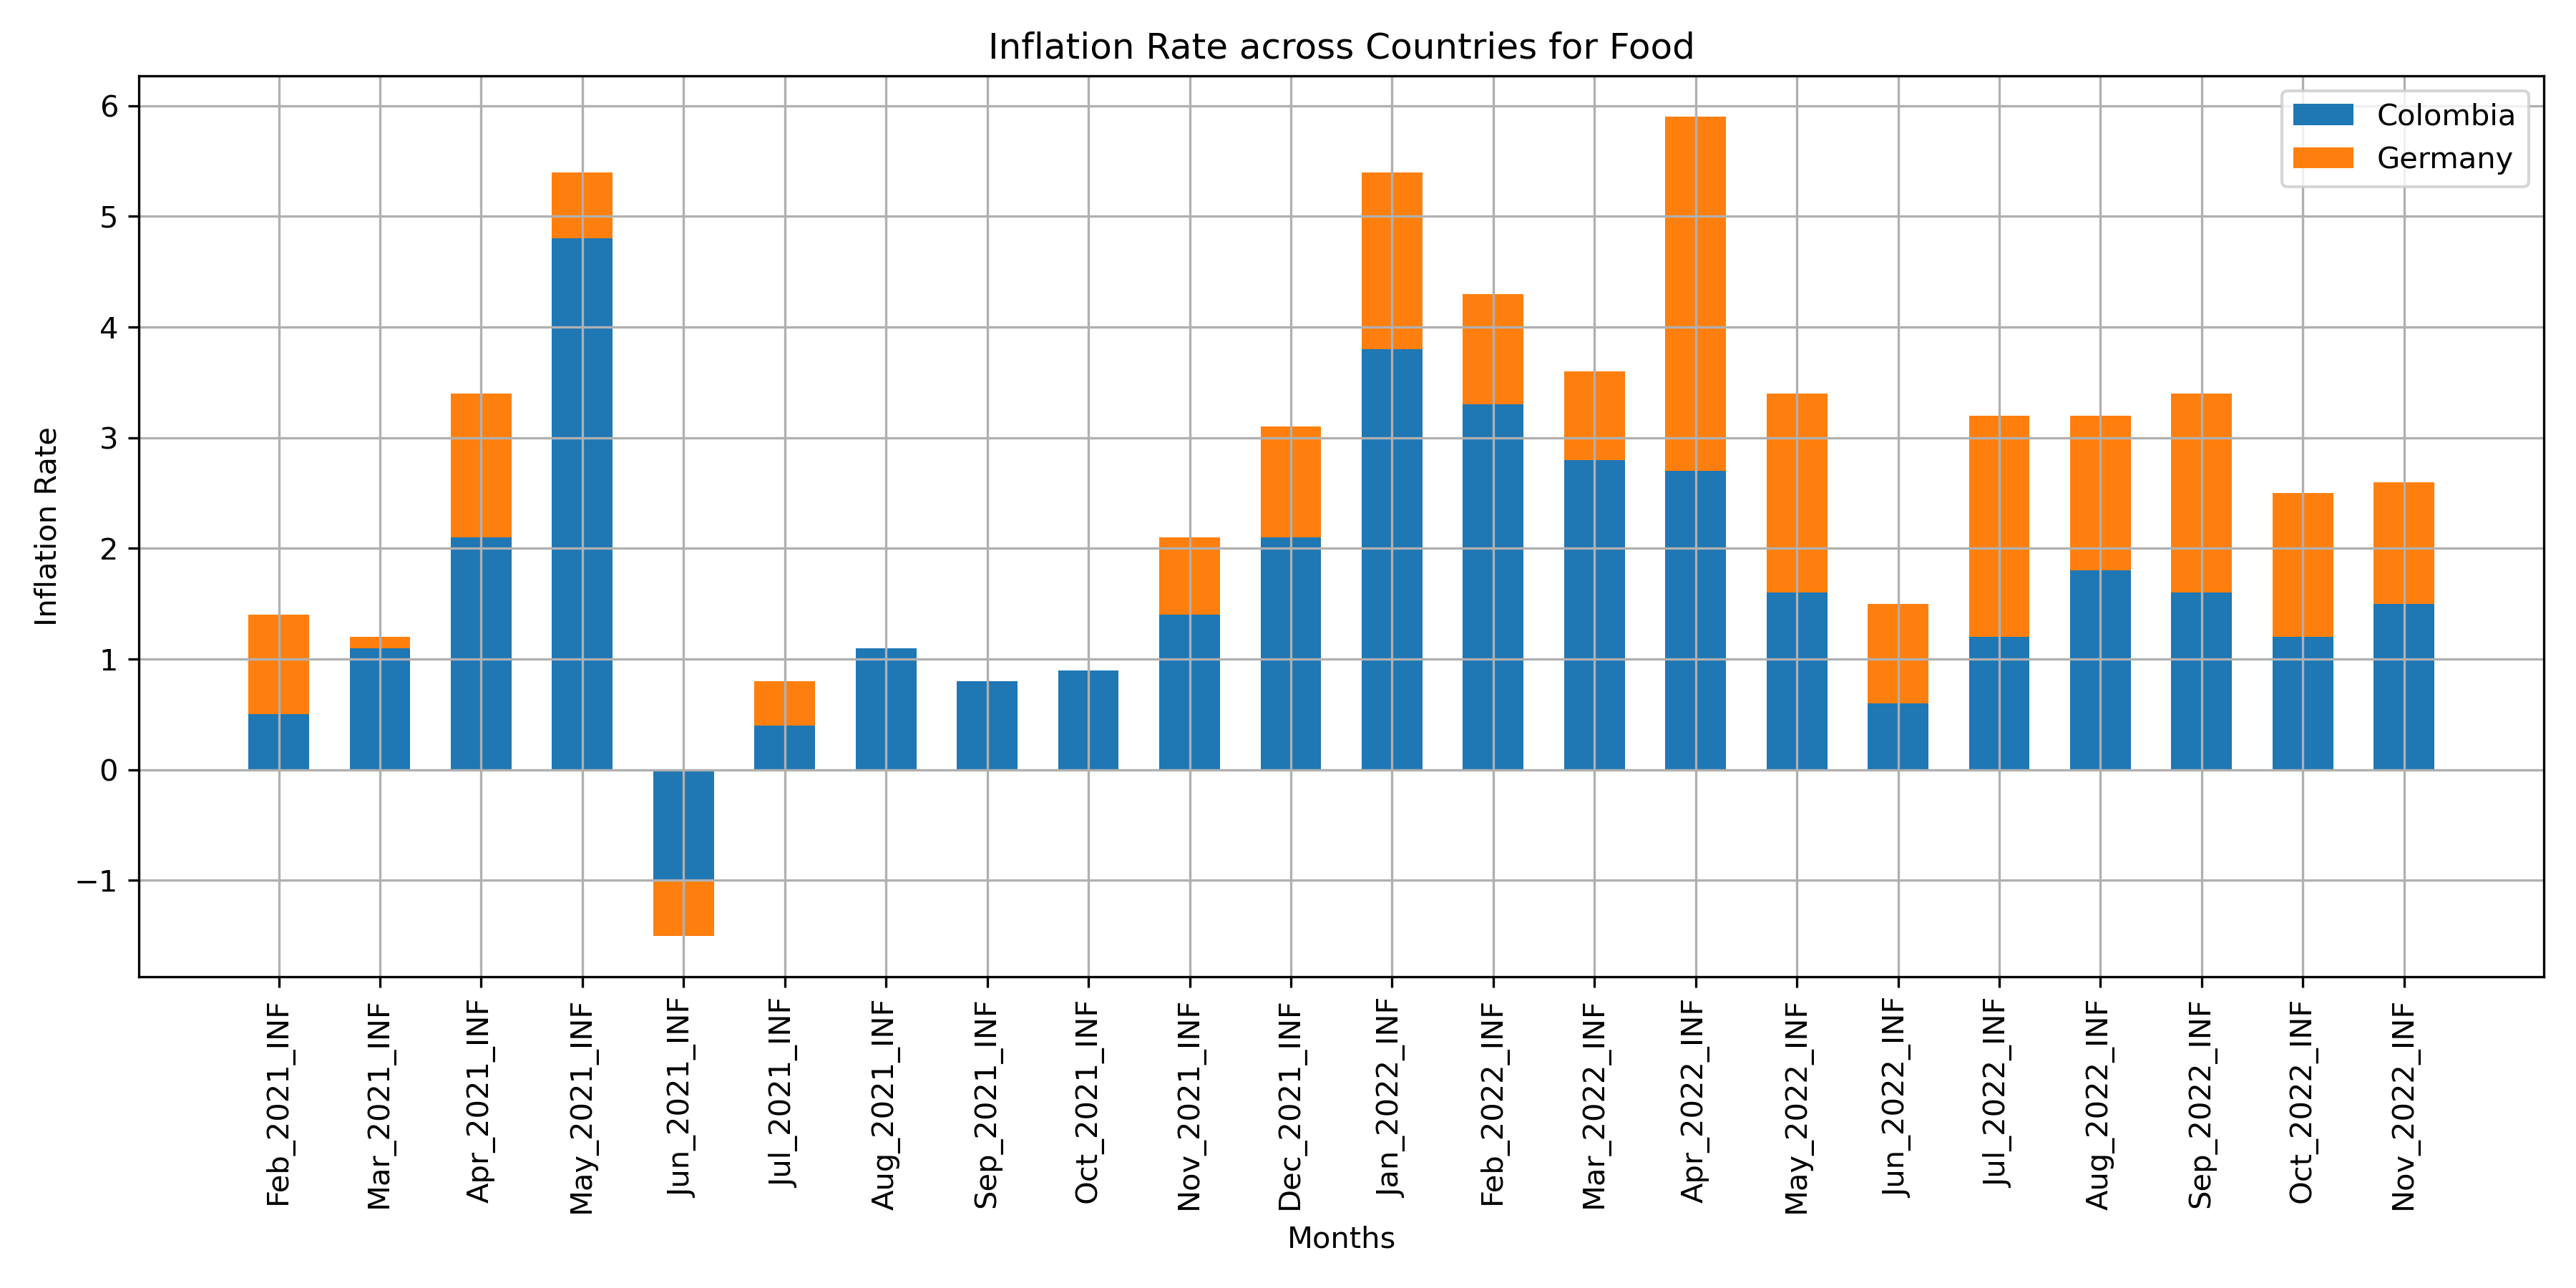 Inflation Rate across Countries for Food
Colombia
Germany
Inflation Rate
6
5
4
3
2
1
0
−1
Feb_2021_INF
Mar_2021_INF
Apr_2021_INF
May_2021_INF
Jun_2021_INF
Jul_2021_INF
Aug_2021_INF
Sep_2021_INF
Oct_2021_INF
Nov_2021_INF
Dec_2021_INF
Jan_2022_INF
Feb_2022_INF
Mar_2022_INF
Apr_2022_INF
May_2022_INF
Jun_2022_INF
Jul_2022_INF
Aug_2022_INF
Sep_2022_INF
Oct_2022_INF
Nov_2022_INF
Months